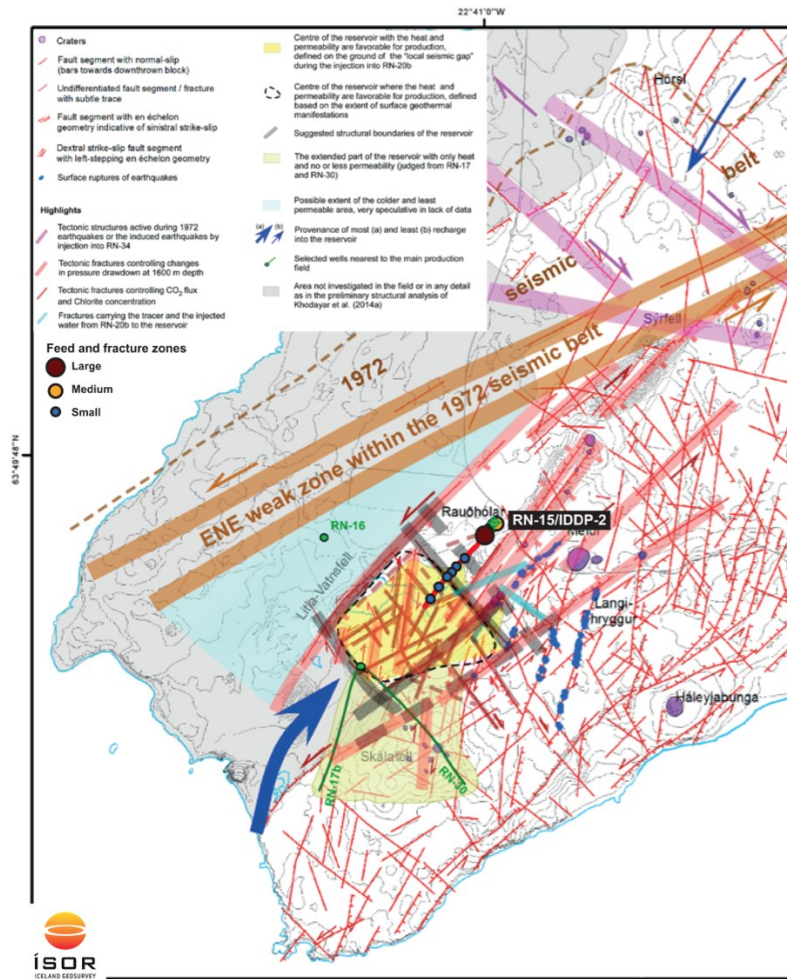 22°41'0"W
Craters
Fault segment with normal-slip
(bars towards downthrown block)
Undifferentiated fault segment / fracture
with subtle trace
Fault segment with en échelon
geometry indicative of sinistral strike-slip
Dextral strike-slip fault segment
with left-stepping en échelon geometry
Surface ruptures of earthquakes
Highlights
Tectonic structures active during 1972
earthquakes or the induced earthquakes by
injection into RN-34
Tectonic fractures controlling changes
in pressure drawdown at 1600 m depth
Tectonic fractures controlling CO2 flux
and Chlorite concentration
Fractures carrying the tracer and the injected
water from RN-20b to the reservoir
Centre of the reservoir with the heat and
permeability are favorable for production,
defined on the ground of the "local seismic gap"
during the injection into RN-20b
Centre of the reservoir where the heat and
permeability are favorable for production, defined
based on the extent of surface geothermal
manifestations
Suggested structural boundaries of the reservoir
The extended part of the reservoir with only heat
and no or less permeability (judged from RN-17
and RN-30)
Possible extent of the colder and least
permeable area, very speculative in lack of data
(a) (b)
Provenance of most (a) and least (b) recharge
into the reservoir
Selected wells nearest to the main production
field
Area not investigated in the field or in any detail
as in the preliminary structural analysis of
Khodayar et al. (2014a)
Feed and fracture zones
Large
Medium
Small
Hörsl
belt
seismic
Sýrfell
1972
ENE weak zone within the 1972 seismic belt
63°49'48"N
RN-16
Rauðhólar
RN-15/IDDP-2
Litla-Vatnsfell
Langi-
hryggur
Háleyjabunga
Skálafell
RN-17b
RN-30
ÍSOR
ICELAND GEOSURVEY